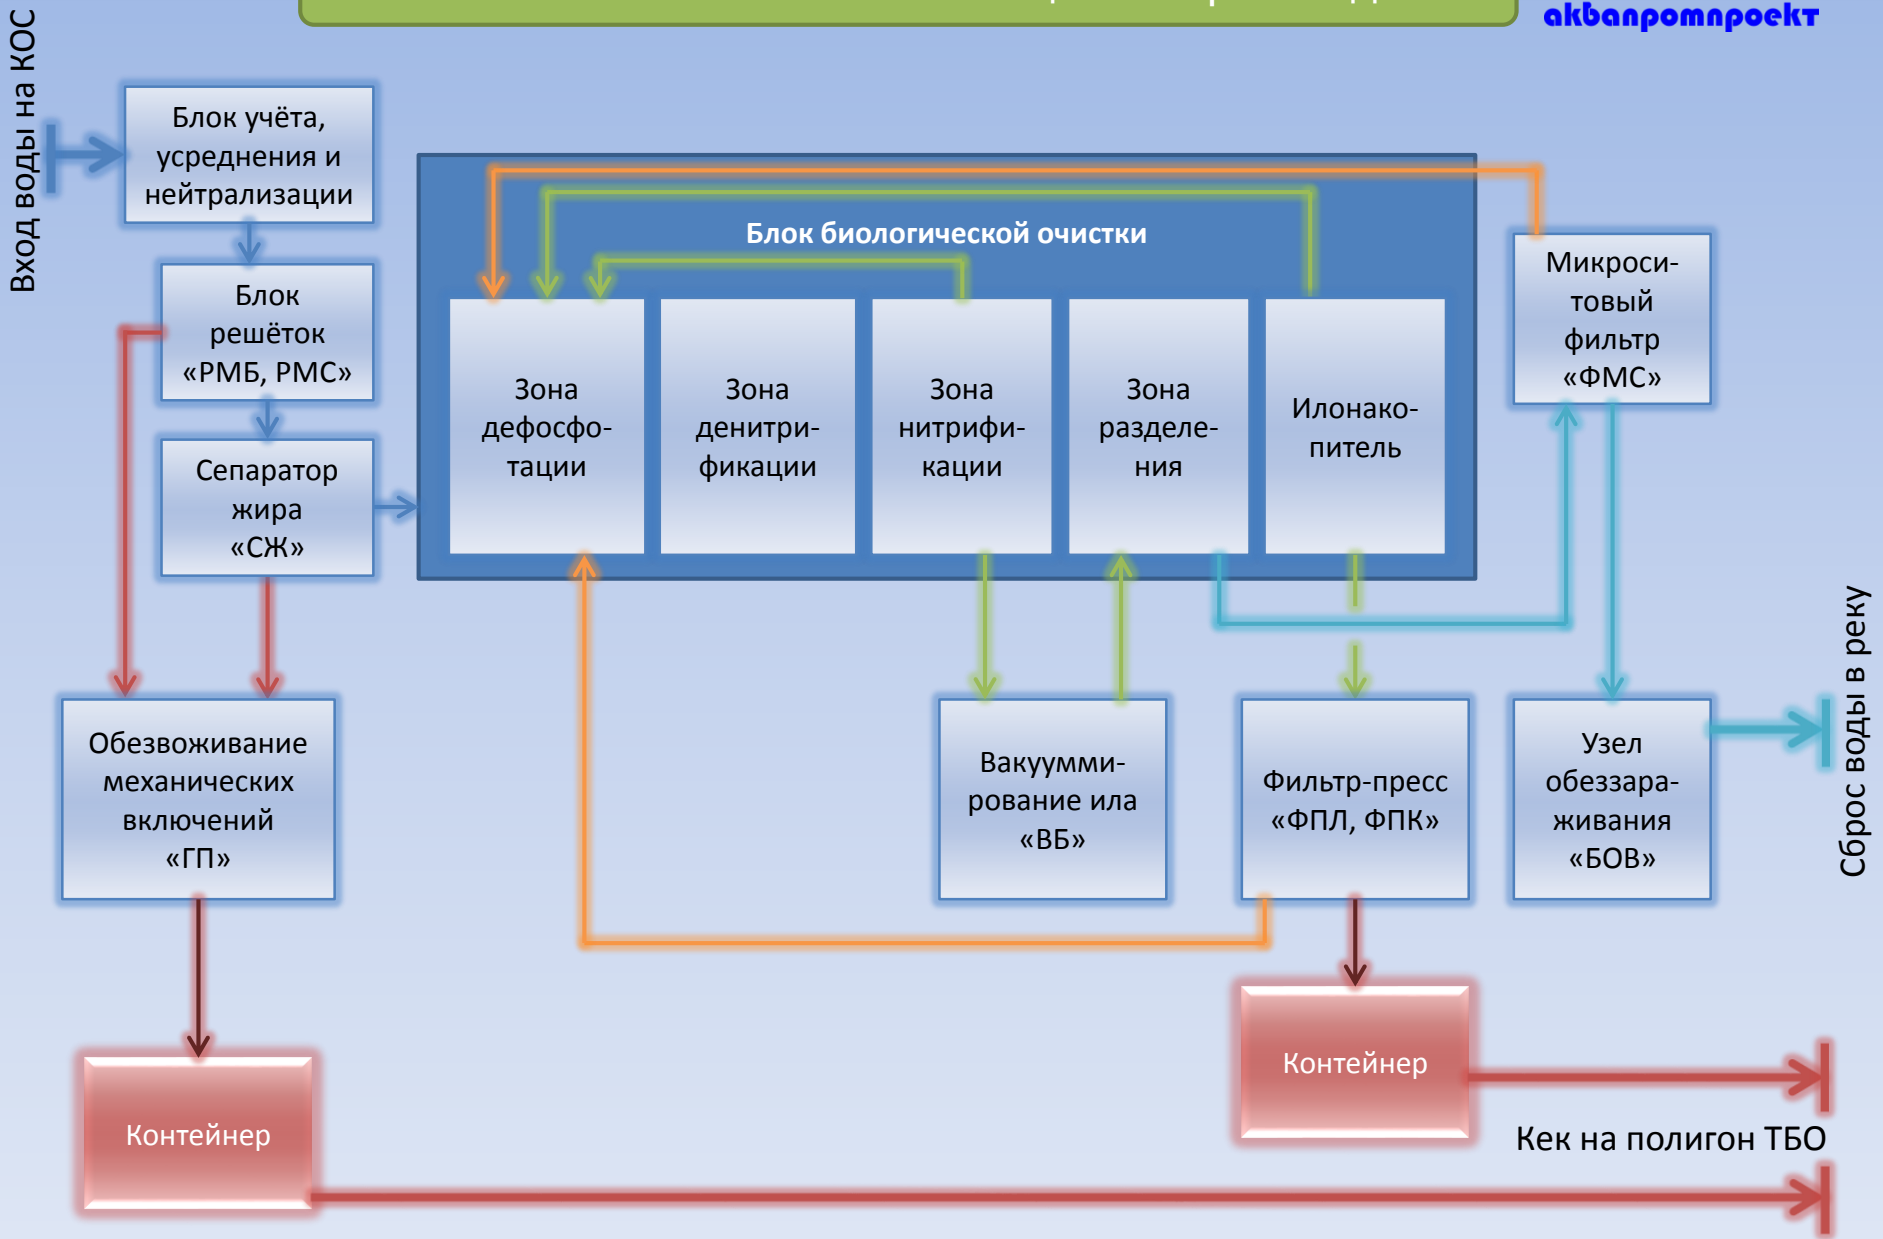 акванромпроект
Вход воды на КОС
Блок учёта,
усреднения и
нейтрализации
Блок
решёток
«РМБ, РМС»
Сепаратор
жира
«СЖ»
Блок биологической очистки
Зона
дефосфо-
тации
Зона
денитри-
фикации
Зона
нитрифи-
кации
Зона
разделе-
ния
Илонако-
питель
Микроси-
товый
фильтр
«ФМС»
Обезвоживание
механических
включений
«ГП»
Вакуумми-
рование ила
«ВБ»
Фильтр-пресс
«ФПЛ, ФПК»
Узел
обеззара-
живания
«БОВ»
Сброс воды в реку
Контейнер
Контейнер
Кек на полигон ТБО